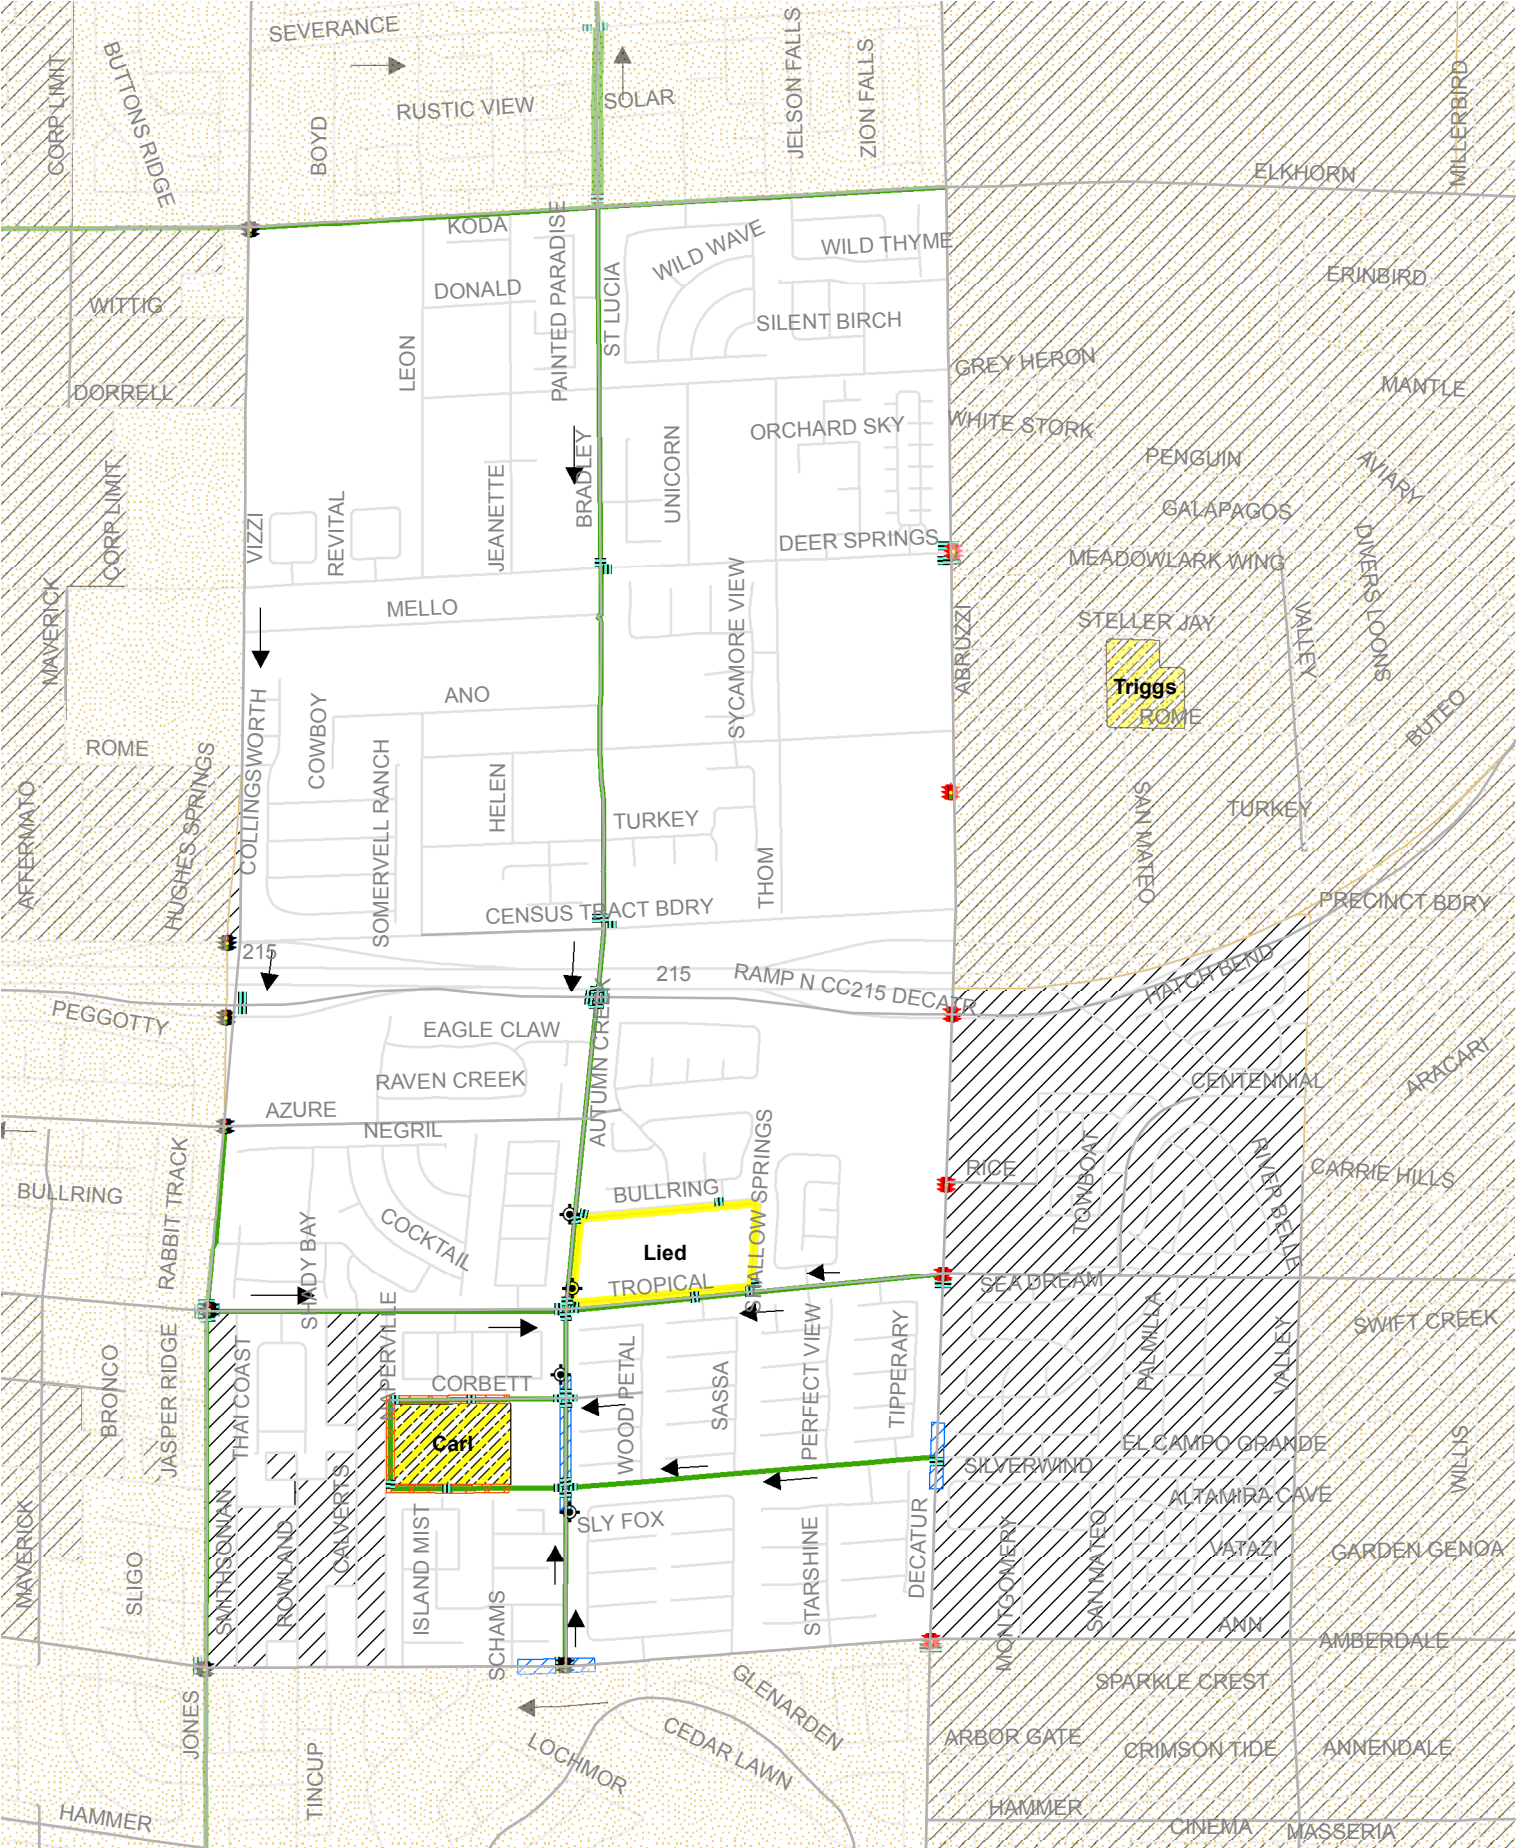 SEVERANCE
CORP LIMIT
BUTTONS RIDGE
BOYD
RUSTIC VIEW
SOLAR
JELSON FALLS
ZION FALLS
MILLERBIRD
ELKHORN
KODA
PAINTED PARADISE
WILD WAVE
WILD THYME
WITTIG
DONALD
ST LUCIA
ERINBIRD
SILENT BIRCH
LEON
GREY HERON
DORRELL
MANTLE
ORCHARD SKY
WHITE STORK
PENGUIN
AVIARY
CORP LIMIT
VIZZI
REVITAL
JEANETTE
BRADLEY
UNICORN
GALAPAGOS
DEER SPRINGS
MEADOWLARK WING
DIVERS LOONS
MAVERICK
MELLO
SYCAMORE VIEW
ABRUZZI
STELLER JAY
VALLEY
Triggs
ROME
ANO
COLLINGSWORTH
COWBOY
BUTEO
ROME
HUGHES SPRINGS
AFFERMATO
SOMERVELL RANCH
HELEN
TURKEY
THOM
SAN MATEO
TURKEY
CENSUS TRACT BDRY
PRECINCT BDRY
215
215
RAMP N CC215 DECATR
HATCH BEND
PEGGOTTY
EAGLE CLAW
AUTUMN CREEK
RAVEN CREEK
CENTENNIAL
ARACARI
AZURE
NEGRIL
BULLRING
RABBIT TRACK
COCKTAIL
BULLRING
SHALLOW SPRINGS
RICE
TOWBOAT
RIVER BELLE
CARRIE HILLS
SHADY BAY
Lied
TROPICAL
SEA DREAM
SWIFT CREEK
NAPERVILLE
BRONCO
JASPER RIDGE
THAI COAST
CORBETT
WOOD PETAL
SASSA
PERFECT VIEW
TIPPERARY
PALMILLA
VALLEY
Carl
EL CAMPO GRANDE
SILVERWIND
WILLIS
ALTAMIRA CAVE
MAVERICK
SLIGO
SMITHSONIAN
ROWLAND
CALVERTS
ISLAND MIST
SCHAMS
SLY FOX
STARSHINE
DECATUR
MONTGOMERY
SAN MATEO
VATAZI
GARDEN GENOA
ANN
AMBERDALE
JONES
TINCUP
LOCHMOR
CEDAR LAWN
GLENARDEN
SPARKLE CREST
ARBOR GATE
CRIMSON TIDE
ANNENDALE
HAMMER
HAMMER
CINEMA
MASSERIA